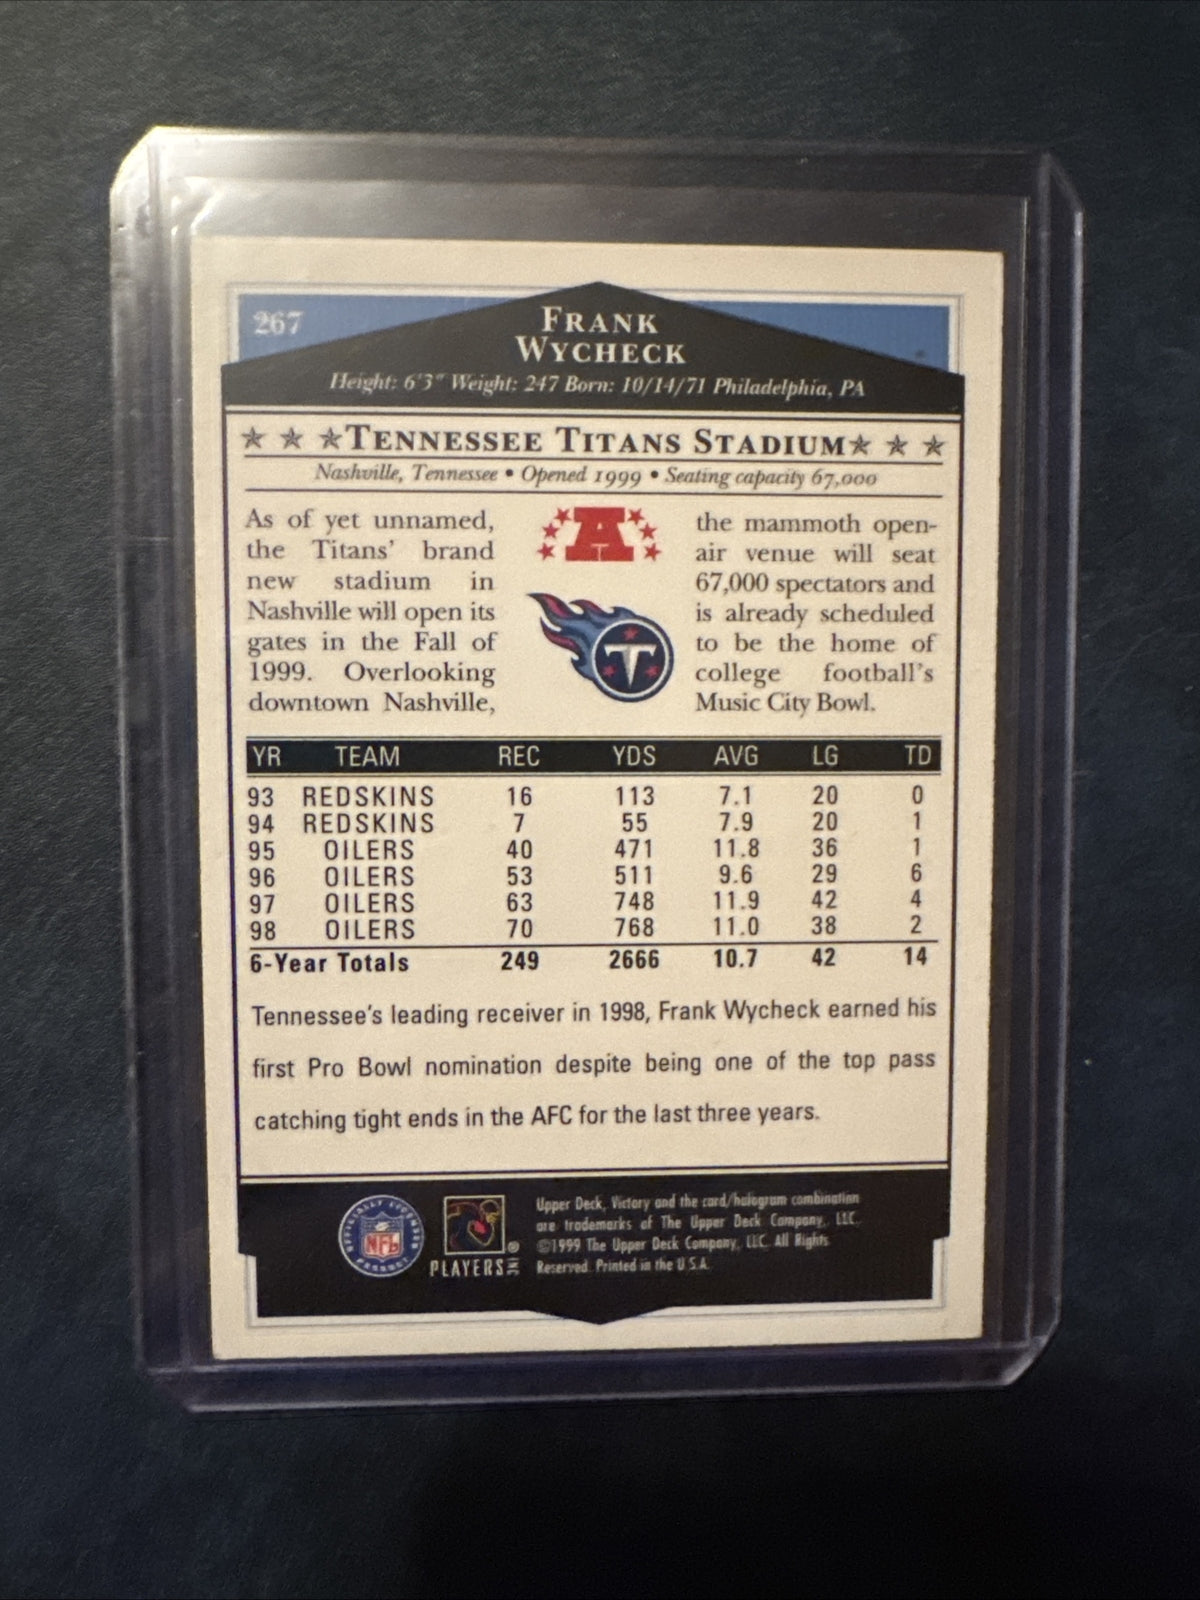 267
FRANK
WYCHECK
Height: 6'3" Weight: 247 Born: 10/14/71 Philadelphia, PA
TENNESSEE TITANS STADIUM
Nashville, Tennessee • Opened 1999 • Seating capacity 67,000
As of yet unnamed,
the Titans' brand
new stadium in
Nashville will open its
gates in the Fall of
1999. Overlooking
downtown Nashville,
A
T
the mammoth open-
air venue will seat
67,000 spectators and
is already scheduled
to be the home of
college football's
Music City Bowl.
YR TEAM REC YDS AVG LG TD
93 REDSKINS 16 113 7.1 20 0
94 REDSKINS 7 55 7.9 20 1
95 OILERS 40 471 11.8 36 1
96 OILERS 53 511 9.6 29 6
97 OILERS 63 748 11.9 42 4
98 OILERS 70 768 11.0 38 2
6-Year Totals 249 2666 10.7 42 14
Tennessee's leading receiver in 1998, Frank Wycheck earned his
first Pro Bowl nomination despite being one of the top pass
catching tight ends in the AFC for the last three years.
OFFICIALLY LICENSED
NFL
PRODUCT
PLAYERS INC
®
Upper Deck, Victory and the card/hologram combination
are trademarks of The Upper Deck Company, LLC.
©1999 The Upper Deck Company, LLC. All Rights
Reserved. Printed in the U.S.A.